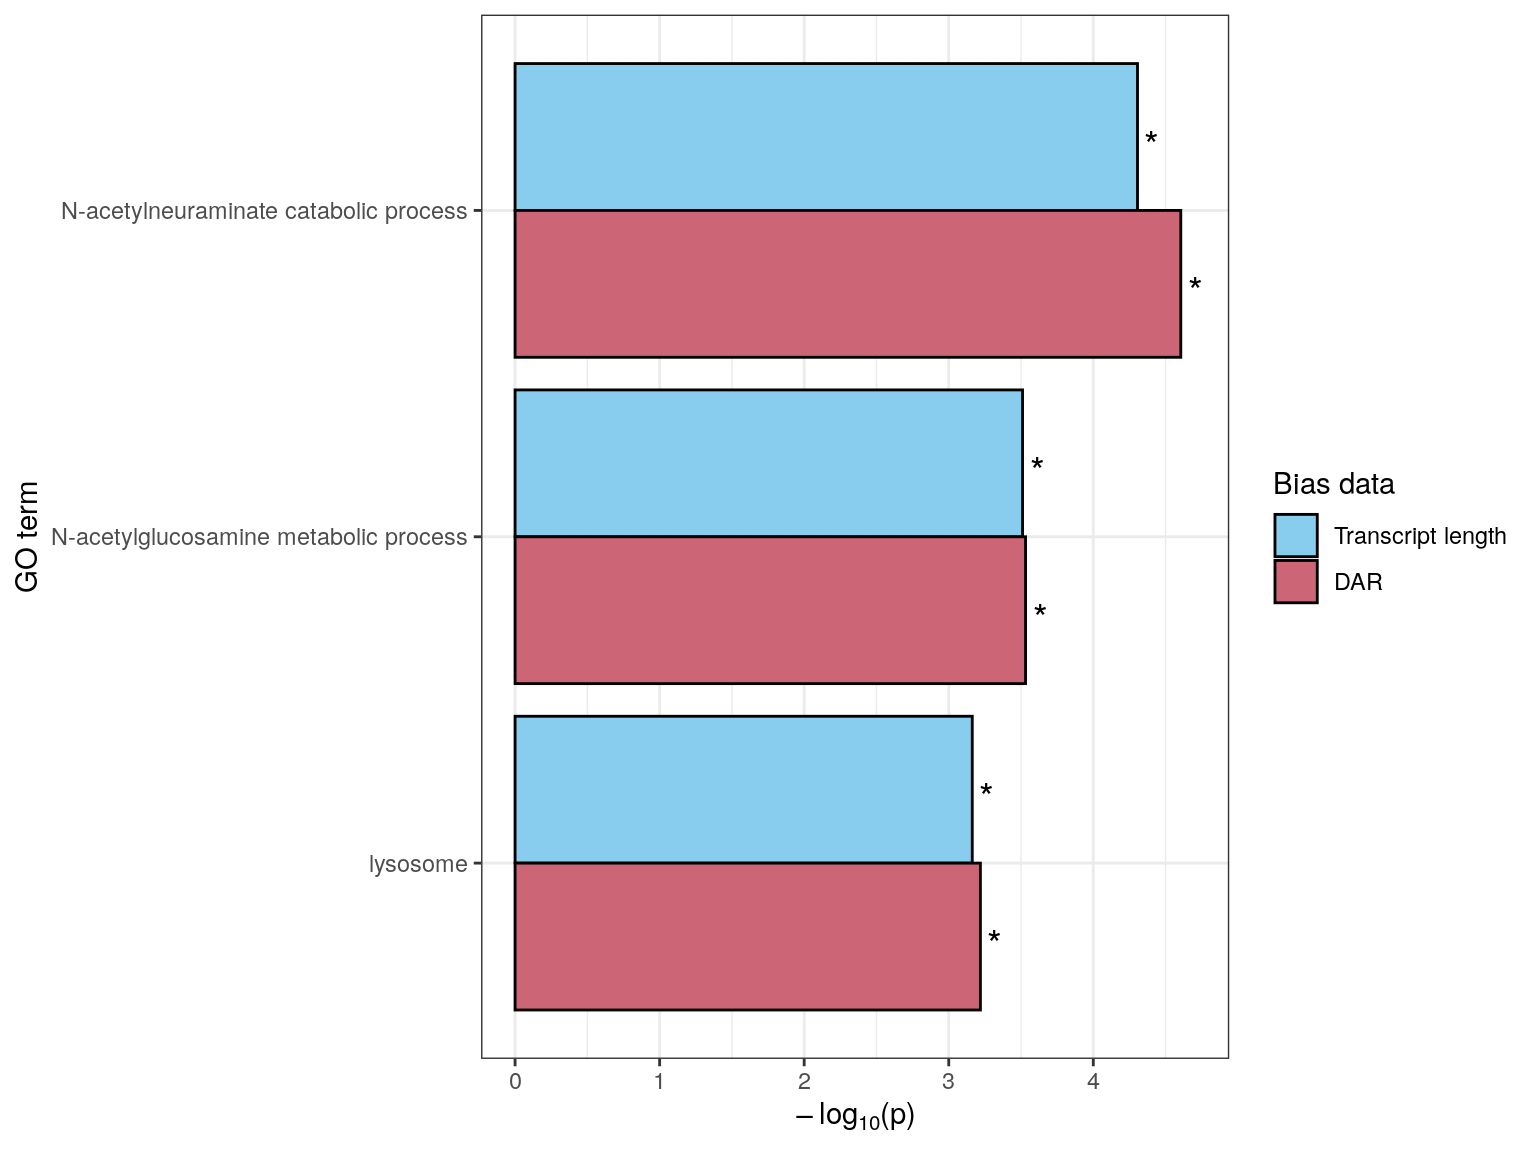 *
N-acetylneuraminate catabolic process
*
*
GO term
N-acetylglucosamine metabolic process
*
*
lysosome
*
0 1 2 3 4
– log₁₀(p)
Bias data
Transcript length
DAR